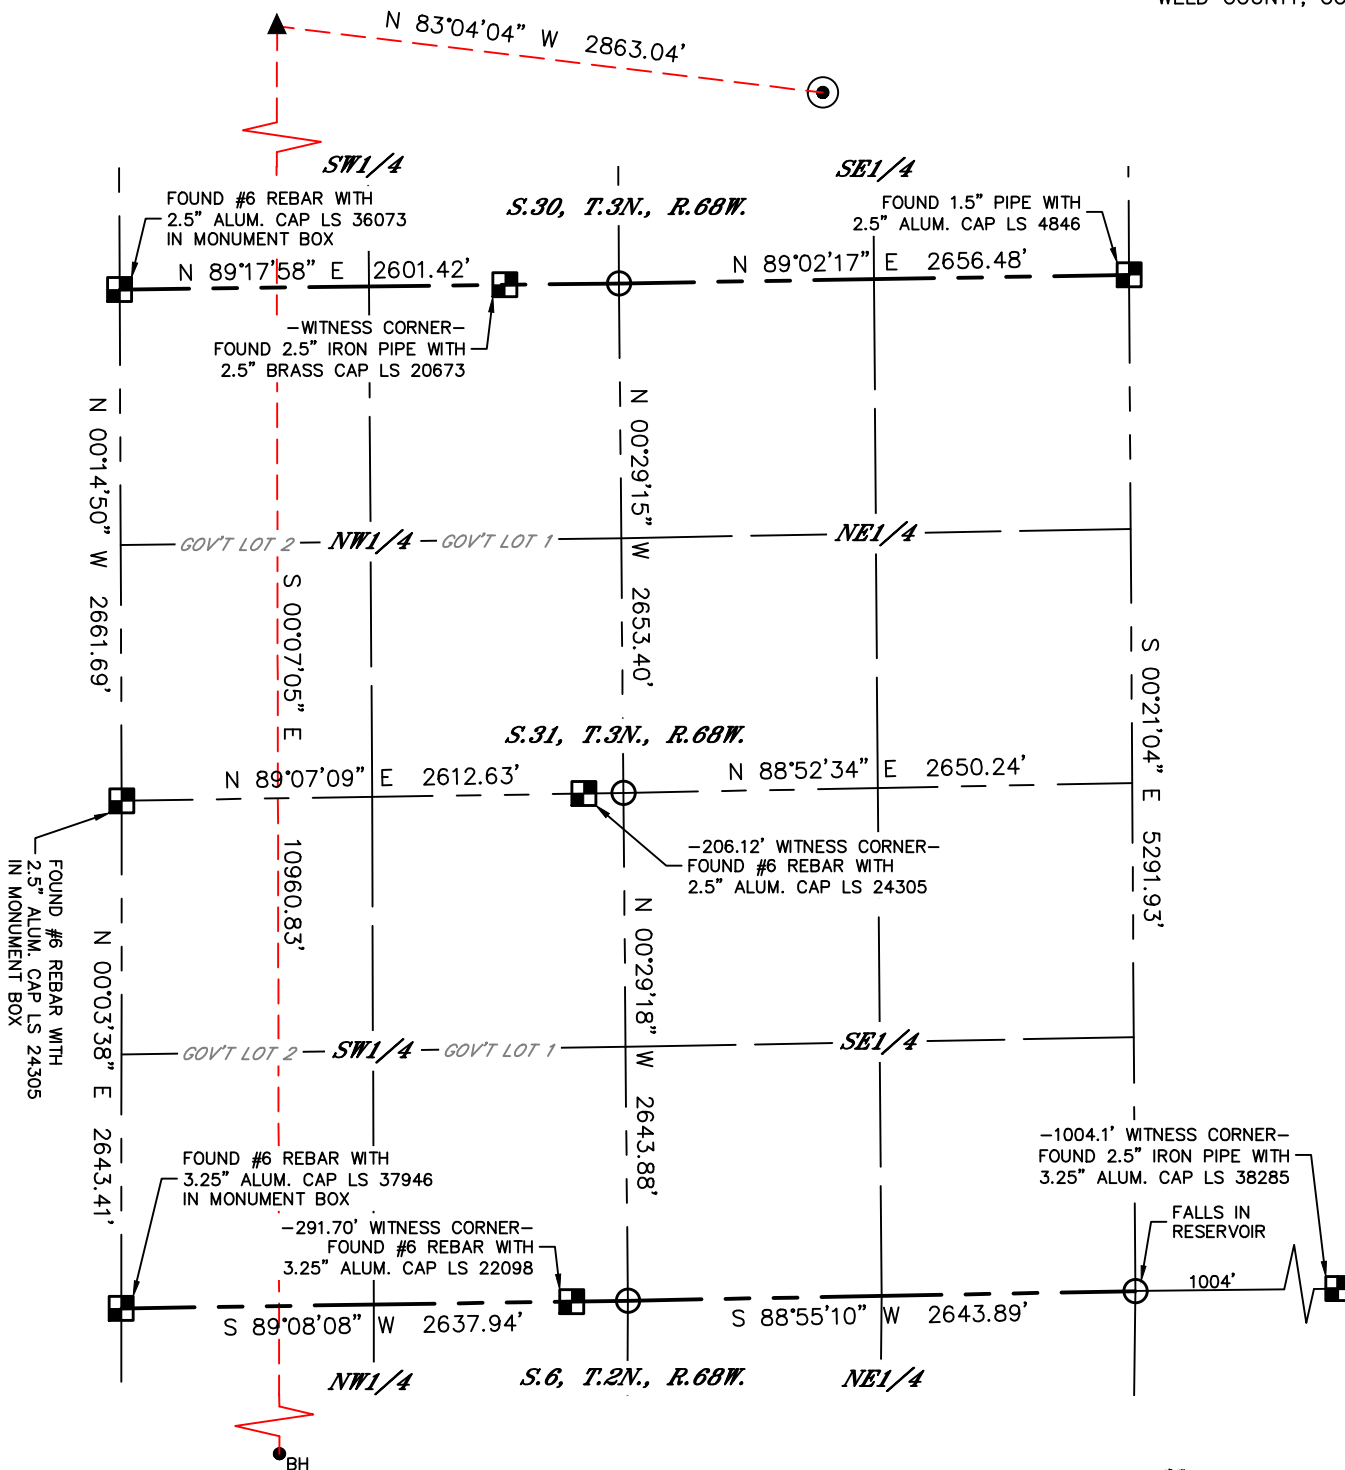 N 83°04'04" W 2863.04'
SW1/4
SE1/4
FOUND #6 REBAR WITH
2.5" ALUM. CAP LS 36073
IN MONUMENT BOX
S.30, T.3N., R.68W.
FOUND 1.5" PIPE WITH
2.5" ALUM. CAP LS 4846
N 89°17'58" E 2601.42'
N 89°02'17" E 2656.48'
-WITNESS CORNER-
FOUND 2.5" IRON PIPE WITH
2.5" BRASS CAP LS 20673
N 00°14'50" W 2661.69'
N 00°29'15" W 2653.40'
GOV'T LOT 2
NW1/4
GOV'T LOT 1
NE1/4
S 00°07'05" E 10960.83'
S 00°21'04" E 5291.93'
S.31, T.3N., R.68W.
N 89°07'09" E 2612.63'
N 88°52'34" E 2650.24'
-206.12' WITNESS CORNER-
FOUND #6 REBAR WITH
2.5" ALUM. CAP LS 24305
FOUND #6 REBAR WITH
2.5" ALUM. CAP LS 24305
IN MONUMENT BOX
N 00°03'38" E 2643.41'
N 00°29'18" W 2643.88'
GOV'T LOT 2
SW1/4
GOV'T LOT 1
SE1/4
-1004.1' WITNESS CORNER-
FOUND 2.5" IRON PIPE WITH
3.25" ALUM. CAP LS 38285
FOUND #6 REBAR WITH
3.25" ALUM. CAP LS 37946
IN MONUMENT BOX
FALLS IN
RESERVOIR
-291.70' WITNESS CORNER-
FOUND #6 REBAR WITH
3.25" ALUM. CAP LS 22098
1004'
S 89°08'08" W 2637.94'
S 88°55'10" W 2643.89'
NW1/4
S.6, T.2N., R.68W.
NE1/4
BH